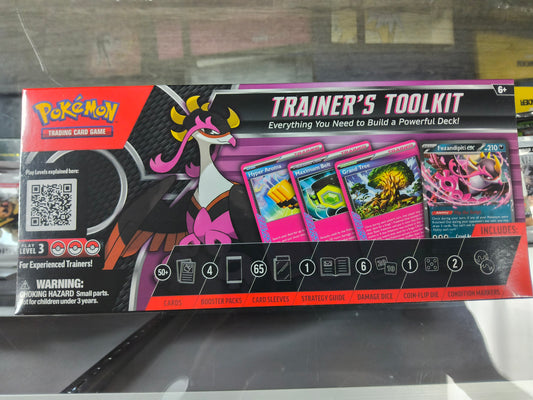 Pokémon
TRADING CARD GAME
TRAINER'S TOOLKIT
Everything You Need to Build a Powerful Deck!
6+
Play Levels explained here:
PLAY
LEVEL 3
For Experienced Trainers!
WARNING:
CHOKING HAZARD Small parts.
Not for children under 3 years.
Hyper Aroma
Maximum Belt
Grand Tree
Fezandipiti ex
210
INCLUDES:
50+
CARDS
4
BOOSTER PACKS
65
CARD SLEEVES
1
STRATEGY GUIDE
6
DAMAGE DICE
1
COIN-FLIP DIE
2
CONDITION MARKERS